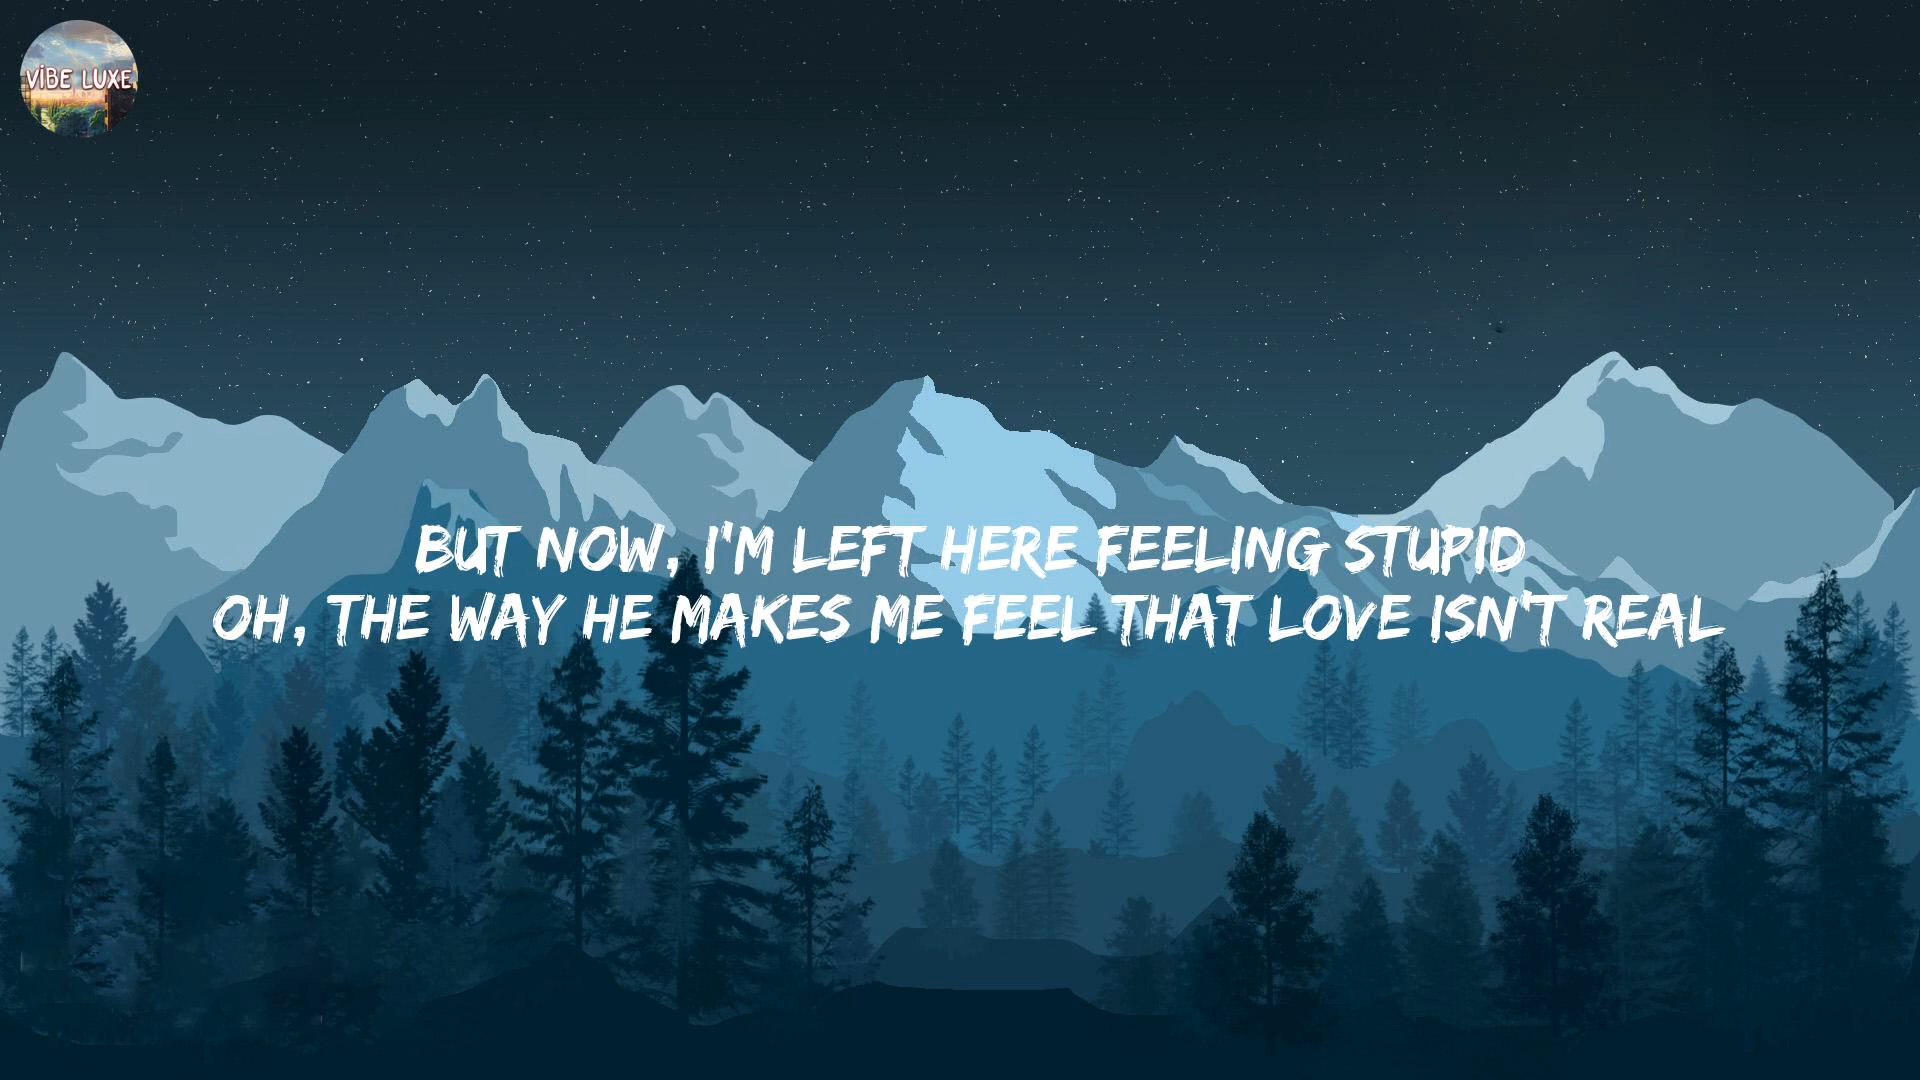 VIBE LUXE
BUT NOW, I'M LEFT HERE FEELING STUPID
OH, THE WAY HE MAKES ME FEEL THAT LOVE ISN'T REAL